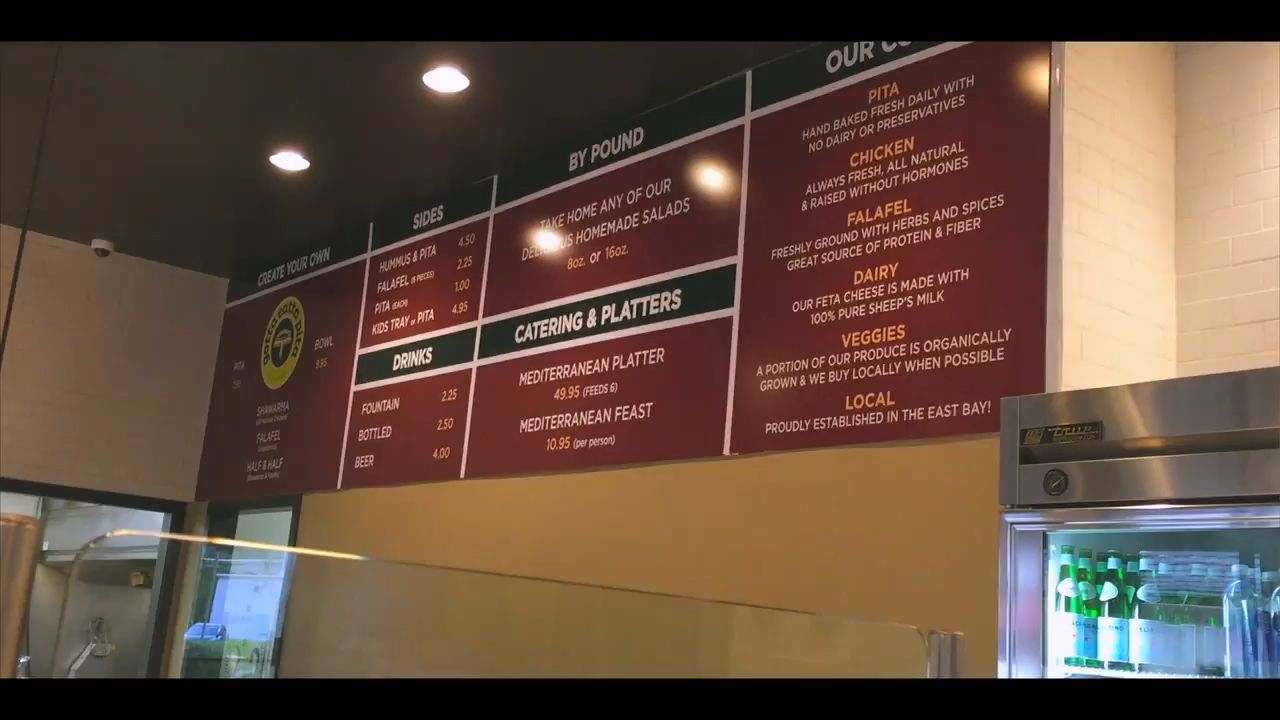 CREATE YOUR OWN
gotta eatta pita
PITA
BOWL
9.95
SHAWARMA
FALAFEL
HALF & HALF
SIDES
HUMMUS & PITA 4.50
FALAFEL (6 PIECES) 2.25
PITA (EACH) 1.00
KIDS TRAY or PITA 4.95
DRINKS
FOUNTAIN 2.25
BOTTLED 2.50
BEER 4.00
BY POUND
TAKE HOME ANY OF OUR
HOMEMADE SALADS
8oz. or 16oz.
CATERING & PLATTERS
MEDITERRANEAN PLATTER
49.95 (FEEDS 6)
MEDITERRANEAN FEAST
10.95 (per person)
OUR
PITA
HAND BAKED FRESH DAILY WITH
NO DAIRY OR PRESERVATIVES
CHICKEN
ALWAYS FRESH, ALL NATURAL
& RAISED WITHOUT HORMONES
FALAFEL
FRESHLY GROUND WITH HERBS AND SPICES
GREAT SOURCE OF PROTEIN & FIBER
DAIRY
OUR FETA CHEESE IS MADE WITH
100% PURE SHEEP'S MILK
VEGGIES
A PORTION OF OUR PRODUCE IS ORGANICALLY
GROWN & WE BUY LOCALLY WHEN POSSIBLE
LOCAL
PROUDLY ESTABLISHED IN THE EAST BAY!